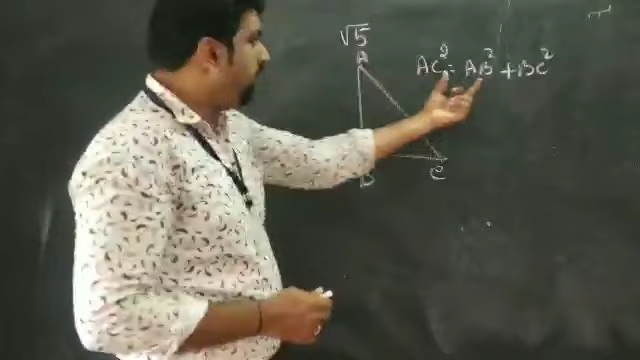 √5
A
AC² = AB² + BC²
B
C